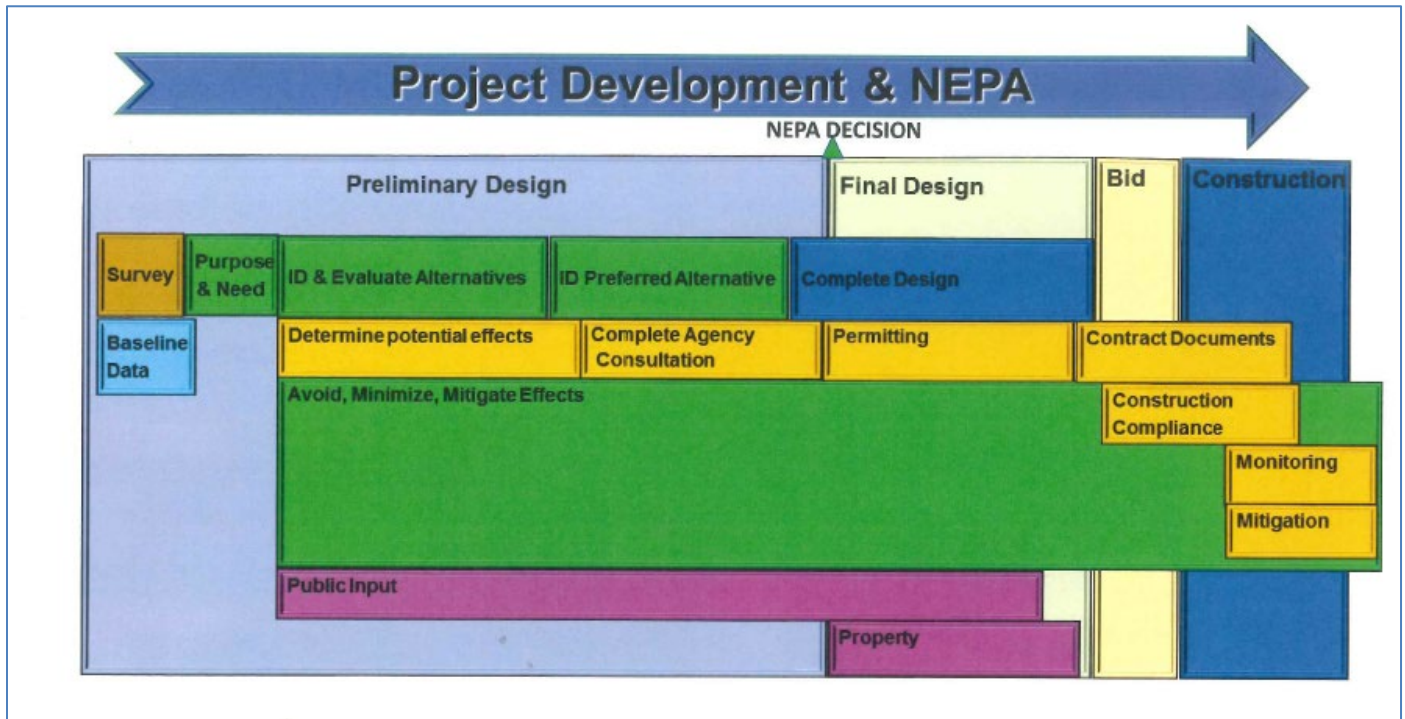 Project Development & NEPA
NEPA DECISION
Preliminary Design
Final Design
Bid
Construction
Survey
Purpose
& Need
ID & Evaluate Alternatives
ID Preferred Alternative
Complete Design
Baseline
Data
Determine potential effects
Complete Agency
Consultation
Permitting
Contract Documents
Avoid, Minimize, Mitigate Effects
Construction
Compliance
Monitoring
Mitigation
Public Input
Property